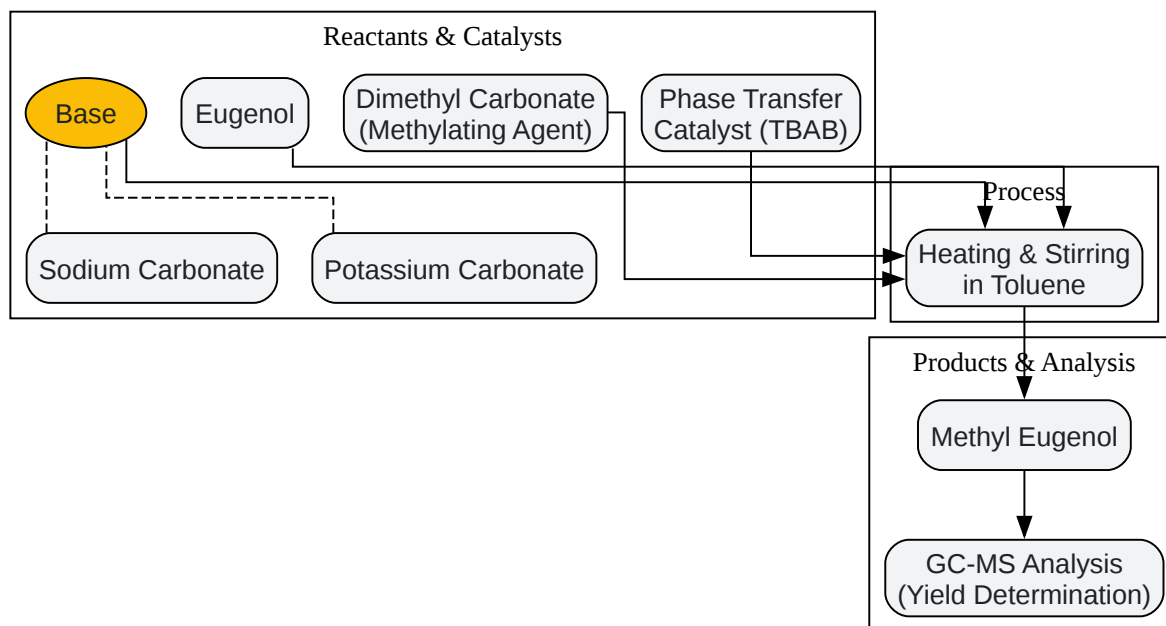 Reactants & Catalysts
Base
Eugenol
Dimethyl Carbonate
(Methylating Agent)
Phase Transfer
Catalyst (TBAB)
Sodium Carbonate
Potassium Carbonate
Process
Heating & Stirring
in Toluene
Products & Analysis
Methyl Eugenol
GC-MS Analysis
(Yield Determination)